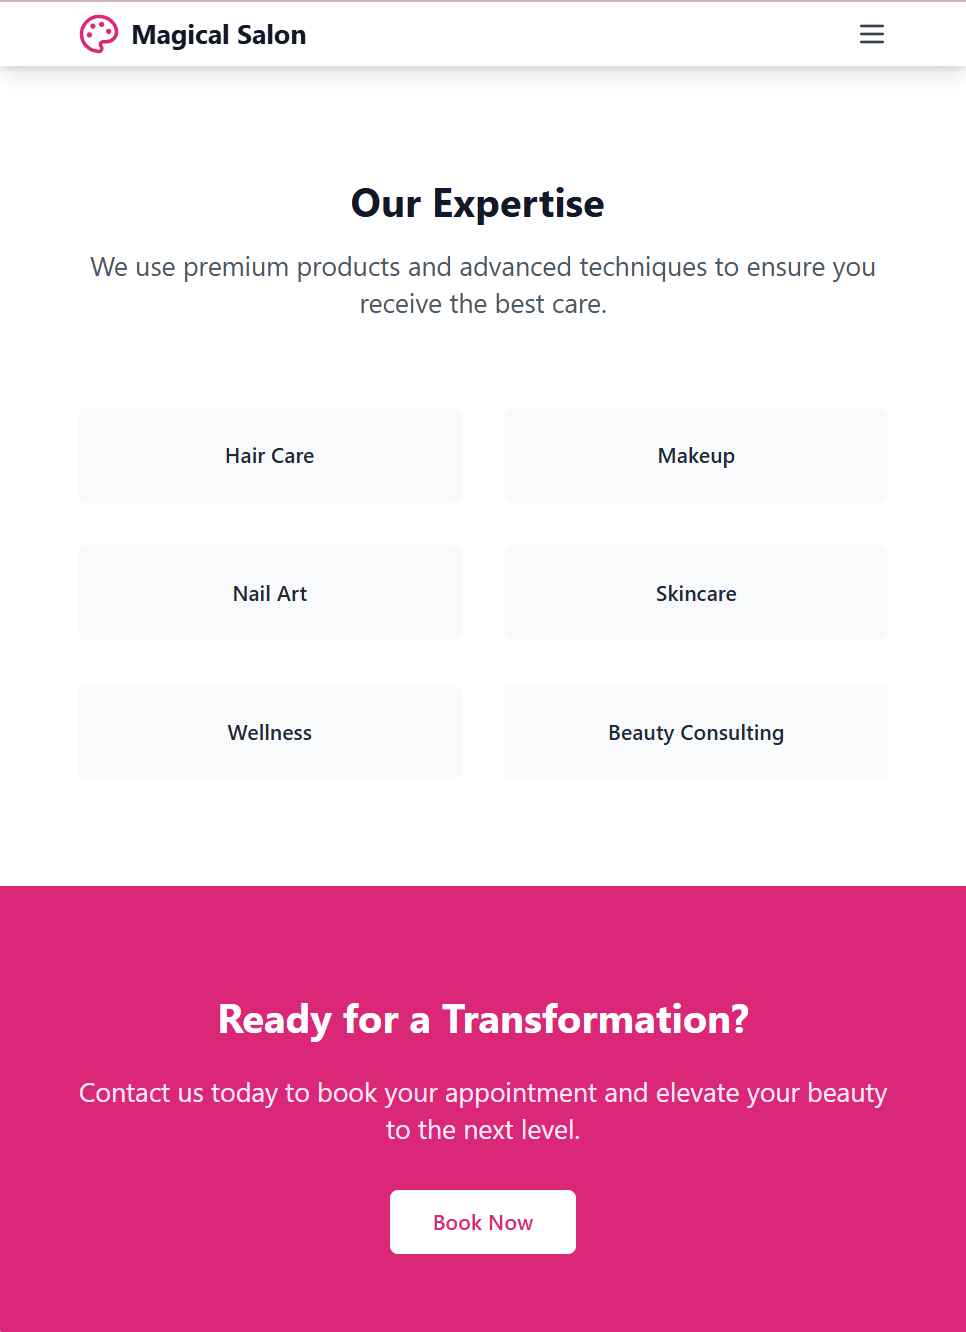 Magical Salon
Our Expertise
We use premium products and advanced techniques to ensure you
receive the best care.
Hair Care
Makeup
Nail Art
Skincare
Wellness
Beauty Consulting
Ready for a Transformation?
Contact us today to book your appointment and elevate your beauty
to the next level.
Book Now